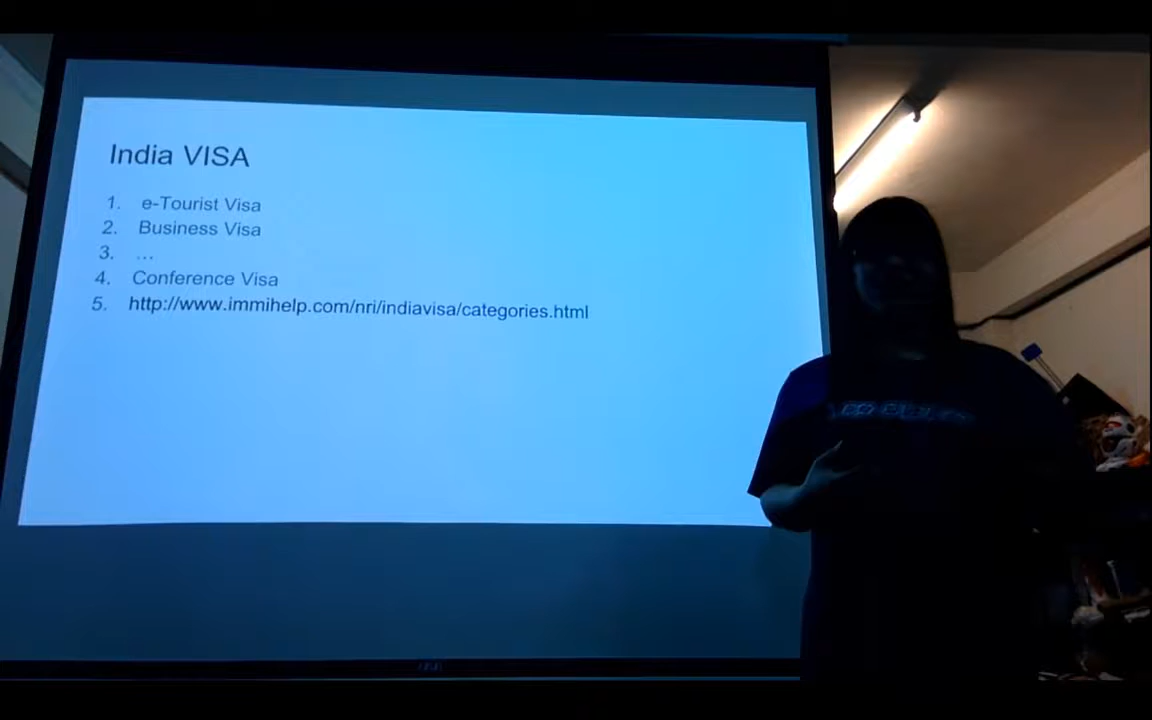 India VISA
1. e-Tourist Visa
2. Business Visa
3. ...
4. Conference Visa
5. http://www.immihelp.com/nri/indiavisa/categories.html